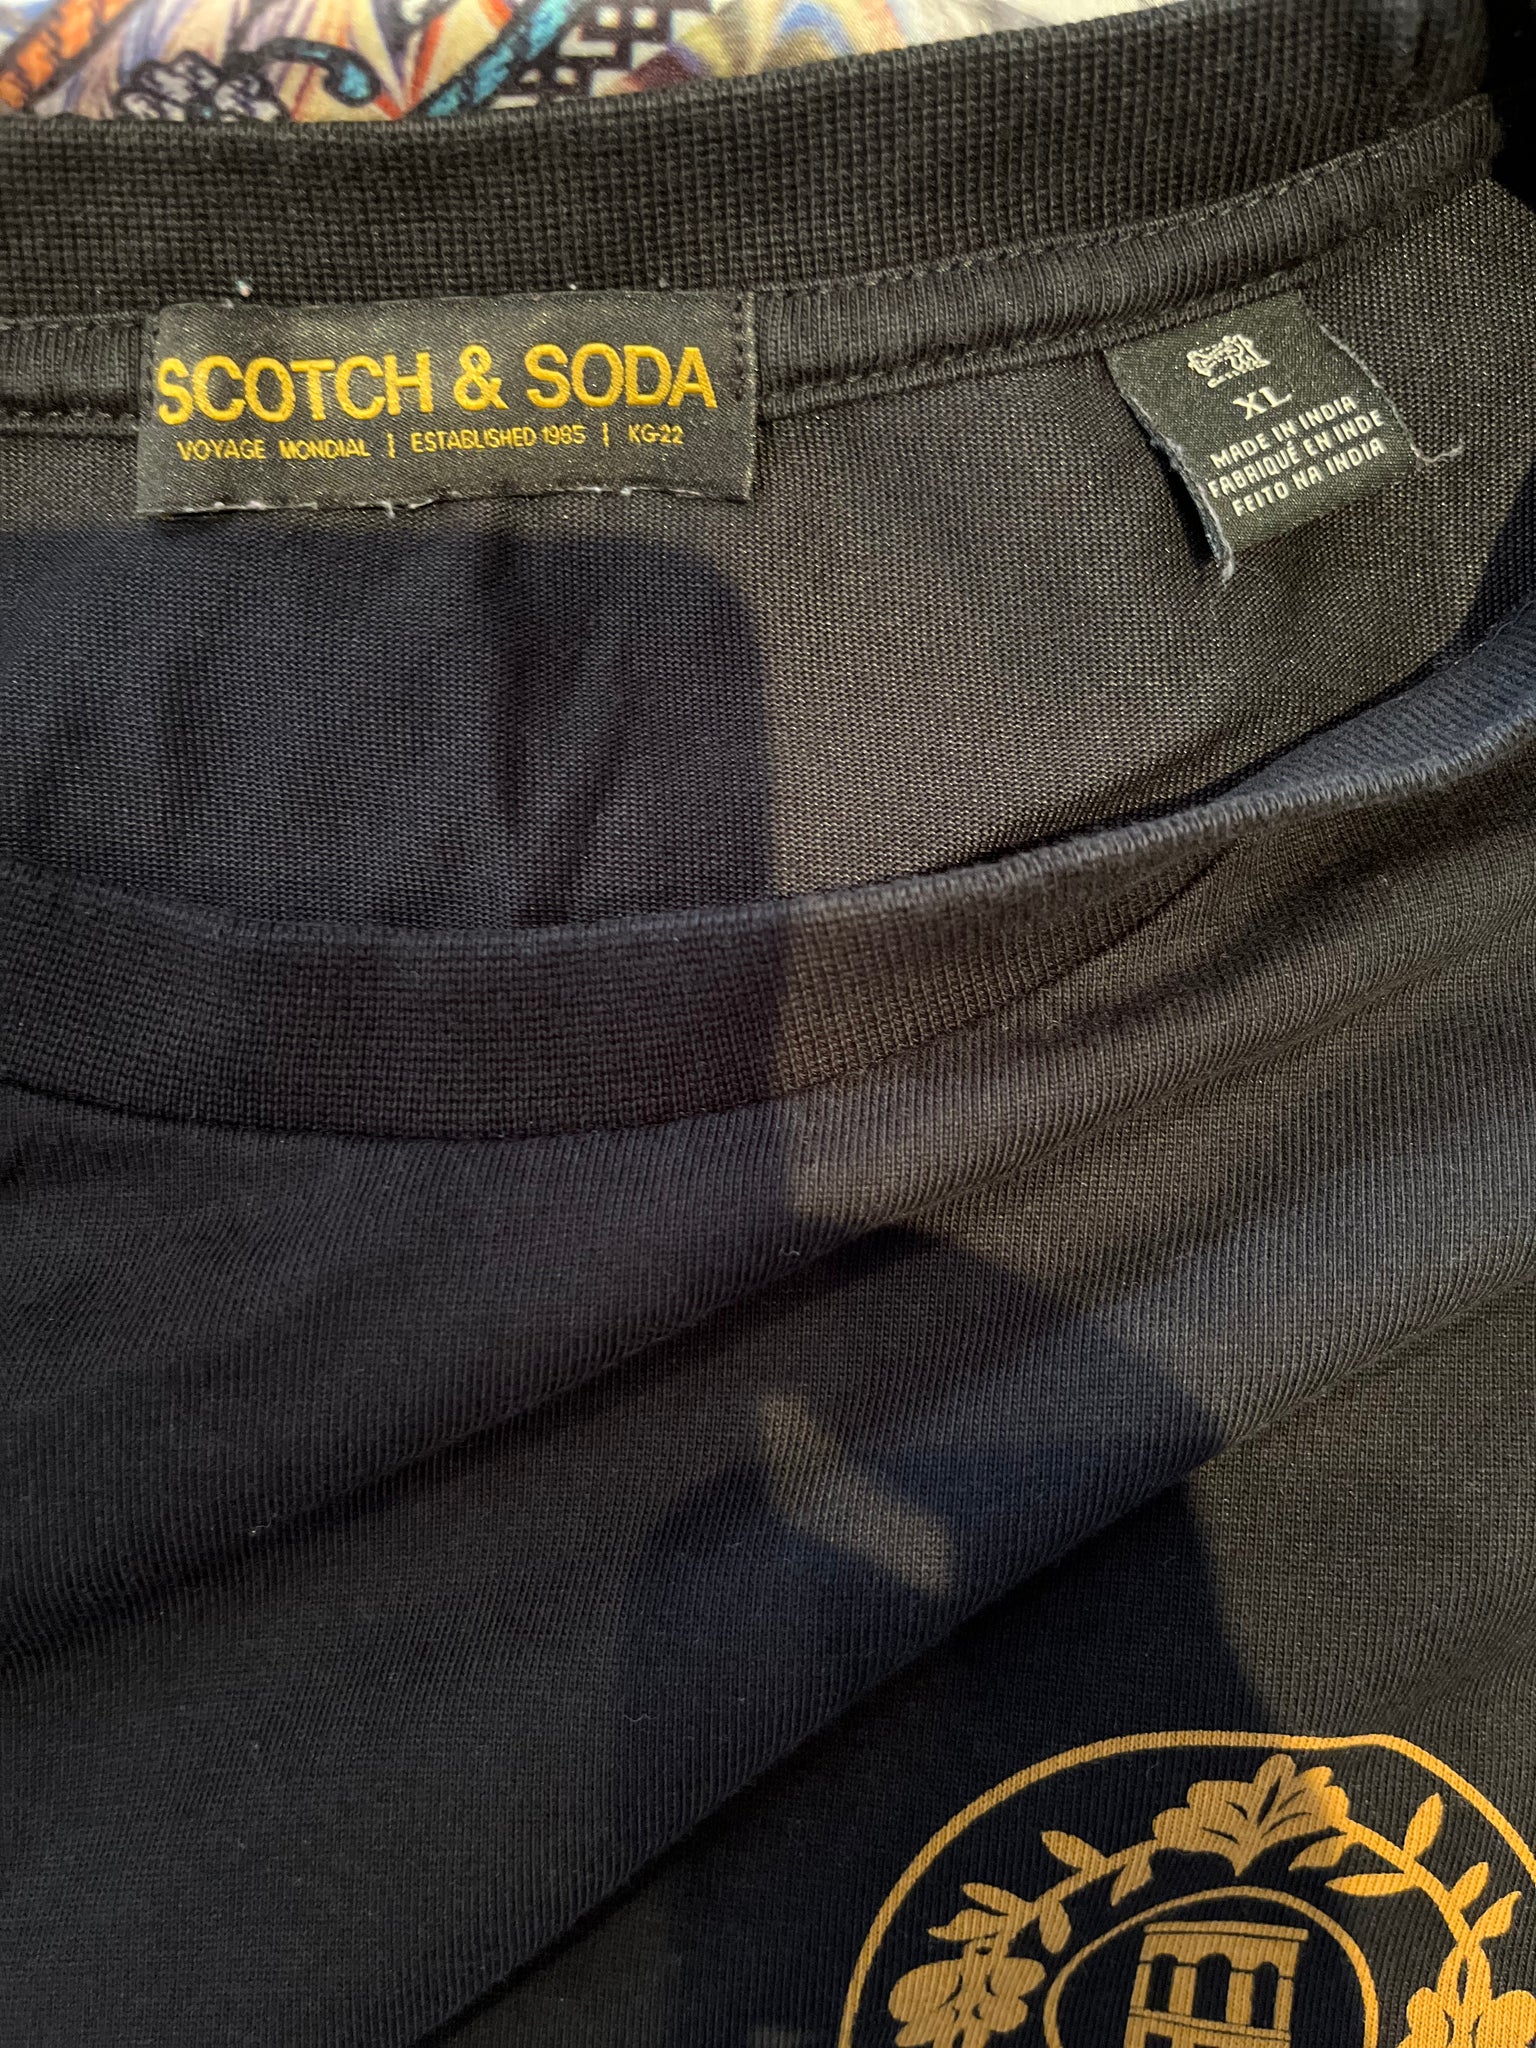 SCOTCH & SODA
VOYAGE MONDIAL | ESTABLISHED 1985 | KG-22
XL
MADE IN INDIA
FABRIQUÉ EN INDE
FEITO NA INDIA